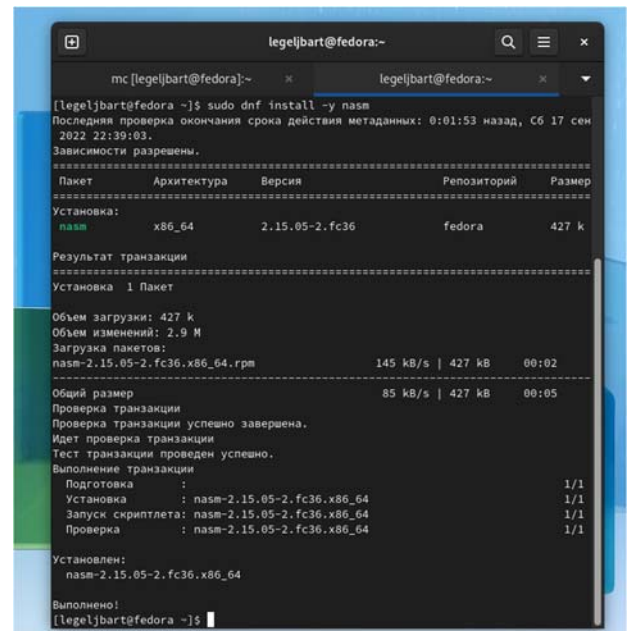 legeljbart@fedora:~
mc [legeljbart@fedora]:~ × legeljbart@fedora:~ ×
[legeljbart@fedora ~]$ sudo dnf install -y nasm
Последняя проверка окончания срока действия метаданных: 0:01:53 назад, Сб 17 сен
2022 22:39:03.
Зависимости разрешены.
================================================================================
Пакет Архитектура Версия Репозиторий Размер
================================================================================
Установка:
nasm x86_64 2.15.05-2.fc36 fedora 427 k

Результат транзакции
================================================================================
Установка 1 Пакет

Объем загрузки: 427 k
Объем изменений: 2.9 M
Загрузка пакетов:
nasm-2.15.05-2.fc36.x86_64.rpm 145 kB/s | 427 kB 00:02
--------------------------------------------------------------------------------
Общий размер 85 kB/s | 427 kB 00:05
Проверка транзакции
Проверка транзакции успешно завершена.
Идет проверка транзакции
Тест транзакции проведен успешно.
Выполнение транзакции
Подготовка : 1/1
Установка : nasm-2.15.05-2.fc36.x86_64 1/1
Запуск скриптлета: nasm-2.15.05-2.fc36.x86_64 1/1
Проверка : nasm-2.15.05-2.fc36.x86_64 1/1

Установлен:
nasm-2.15.05-2.fc36.x86_64

Выполнено!
[legeljbart@fedora ~]$